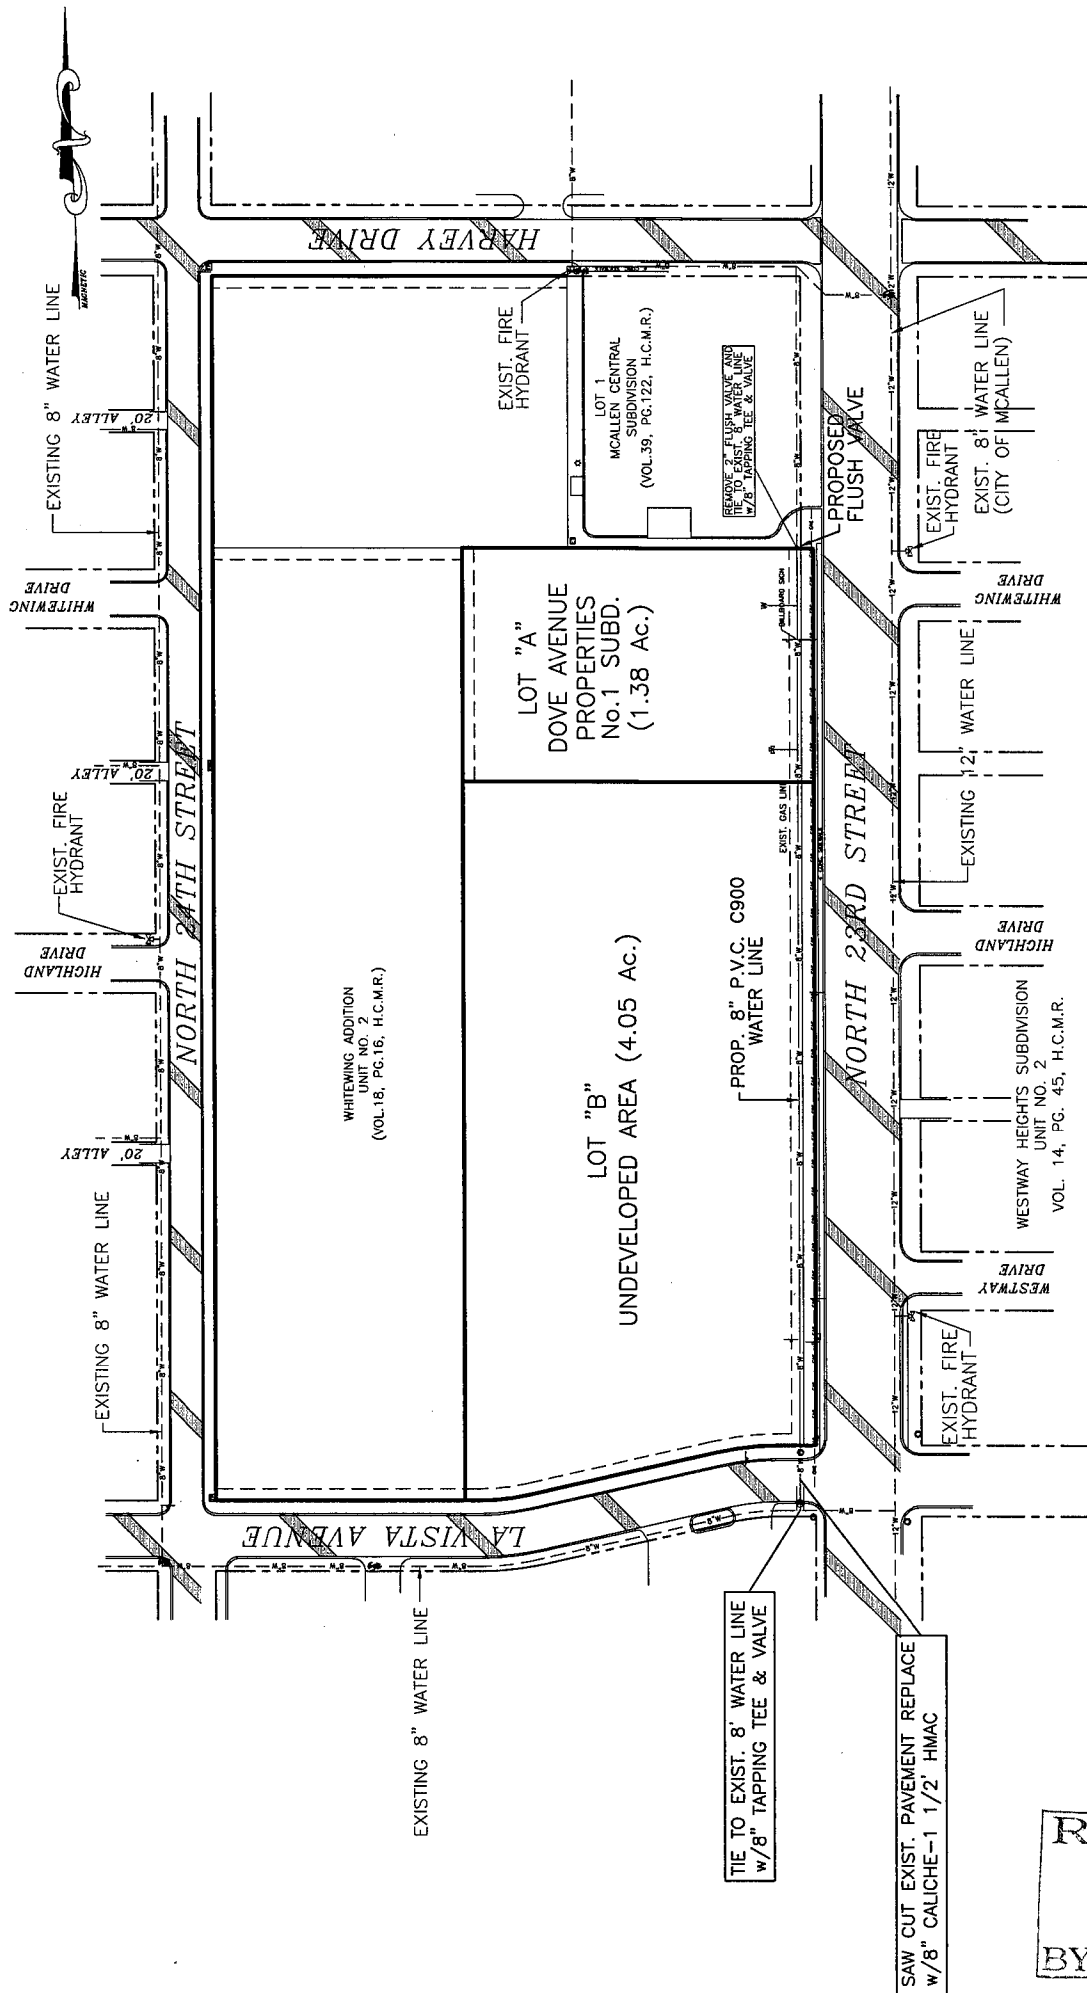 MAGNETIC
EXISTING 8" WATER LINE
20' ALLEY
WHITEWING
DRIVE
20' ALLEY
EXIST. FIRE
HYDRANT
HIGHLAND
DRIVE
20' ALLEY
EXISTING 8" WATER LINE
NORTH 24TH STREET
HARVEY DRIVE
EXIST. FIRE
HYDRANT
4' CONC. SIDEWALK
LOT 1
MCALLEN CENTRAL
SUBDIVISION
(VOL.39, PG.122, H.C.M.R.)
REMOVE 2" FLUSH VALVE AND
TIE TO EXIST. 8" WATER LINE
w/8" TAPPING TEE & VALVE
PROPOSED
FLUSH VALVE
LOT "A"
DOVE AVENUE
PROPERTIES
No.1 SUBD.
(1.38 Ac.)
BILLBOARD SIGN
EXIST. GAS LINE
WHITEWING ADDITION
UNIT NO. 2
(VOL.18, PG.16, H.C.M.R.)
LOT "B"
UNDEVELOPED AREA (4.05 Ac.)
PROP. 8" P.V.C. C900
WATER LINE
NORTH 23RD STREET
EXIST. 8" WATER LINE
(CITY OF MCALLEN)
EXIST. FIRE
HYDRANT
WHITEWING
DRIVE
EXISTING 12" WATER LINE
HIGHLAND
DRIVE
WESTWAY HEIGHTS SUBDIVISION
UNIT NO. 2
VOL. 14, PG. 45, H.C.M.R.
WESTWAY
DRIVE
EXIST. FIRE
HYDRANT
LA VISTA AVENUE
EXISTING 8" WATER LINE
TIE TO EXIST. 8' WATER LINE
w/8" TAPPING TEE & VALVE
SAW CUT EXIST. PAVEMENT REPLACE
w/8" CALICHE-1 1/2' HMAC
R
BY